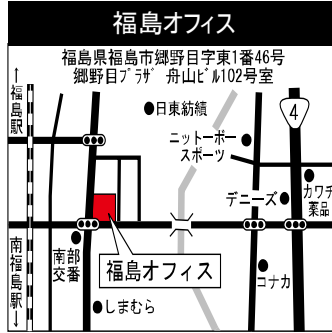 福島オフィス
福島県福島市郷野目字東1番46号
郷野目プラザ 舟山ビル102号室
↑福島駅
●日東紡績
4
ニットーボー
スポーツ
デニーズ
カワチ
薬品
南福島駅↓
南部
交番
福島オフィス
コナカ
●しまむら